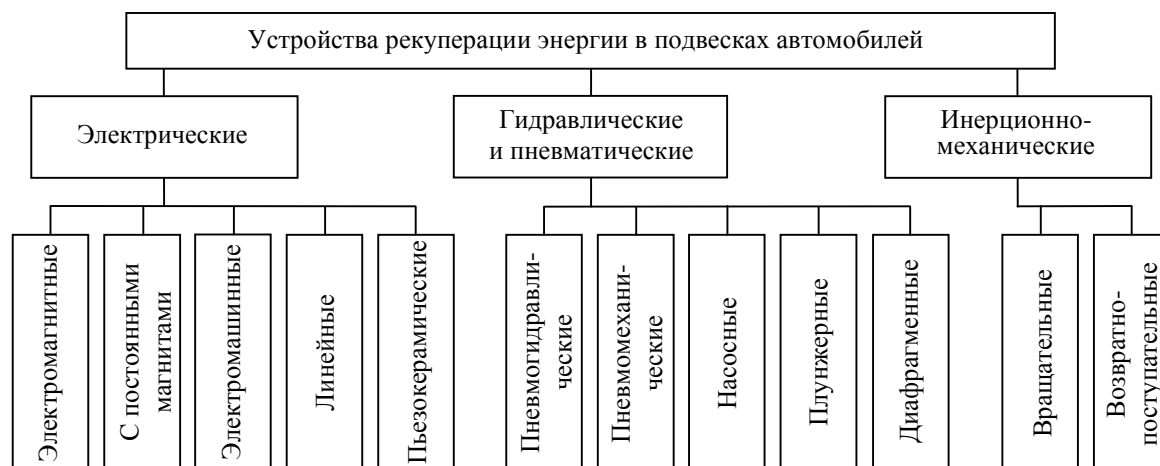 Устройства рекуперации энергии в подвесках автомобилей
Электрические
Гидравлические
и пневматические
Инерционно-
механические
Электромагнитные
С постоянными
магнитами
Электромашинные
Линейные
Пьезокерамические
Пневмогидравли-
ческие
Пневмомехани-
ческие
Насосные
Плунжерные
Диафрагменные
Вращательные
Возвратно-
поступательные